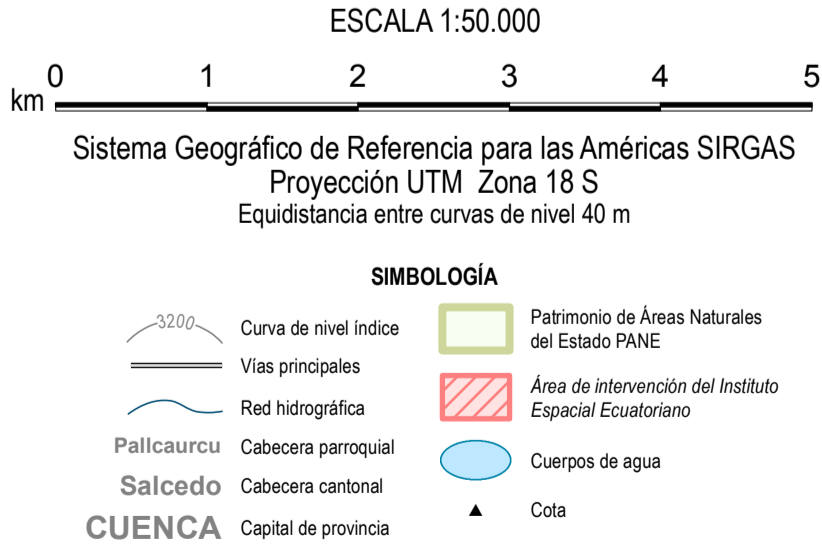 ESCALA 1:50.000
0 1 2 3 4 5
km
Sistema Geográfico de Referencia para las Américas SIRGAS
Proyección UTM Zona 18 S
Equidistancia entre curvas de nivel 40 m
SIMBOLOGÍA
3200
Curva de nivel índice
Vías principales
Red hidrográfica
Pallcaurcu Cabecera parroquial
Salcedo Cabecera cantonal
CUENCA Capital de provincia
Patrimonio de Áreas Naturales
del Estado PANE
Área de intervención del Instituto
Espacial Ecuatoriano
Cuerpos de agua
Cota